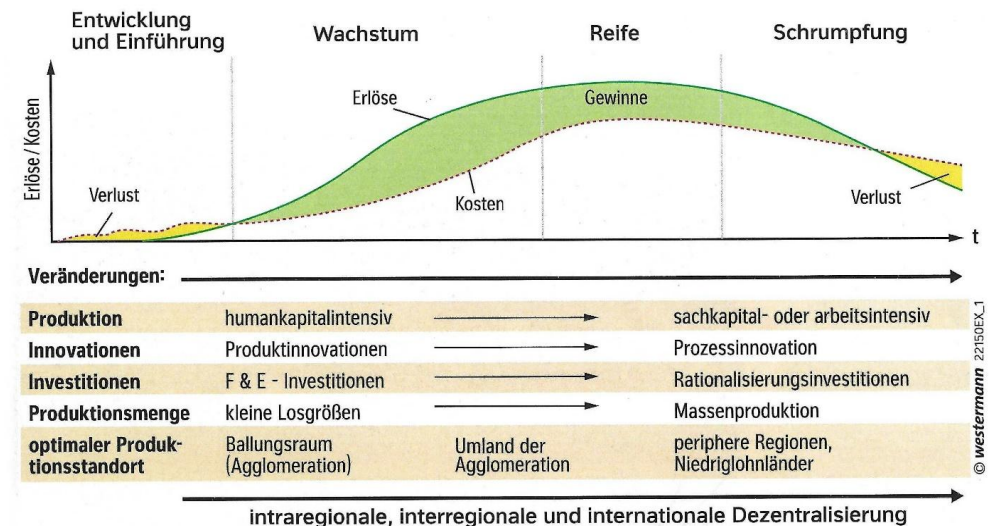 Entwicklung
und Einführung
Wachstum
Reife
Schrumpfung
Erlöse / Kosten
Erlöse
Gewinne
Verlust
Kosten
Verlust
t
Veränderungen:
Produktion humankapitalintensiv sachkapital- oder arbeitsintensiv
Innovationen Produktinnovationen Prozessinnovation
Investitionen F & E - Investitionen Rationalisierungsinvestitionen
Produktionsmenge kleine Losgrößen Massenproduktion
optimaler Produk- Ballungsraum Umland der periphere Regionen,
tionsstandort (Agglomeration) Agglomeration Niedriglohnländer
intraregionale, interregionale und internationale Dezentralisierung
© westermann 22150EX_1